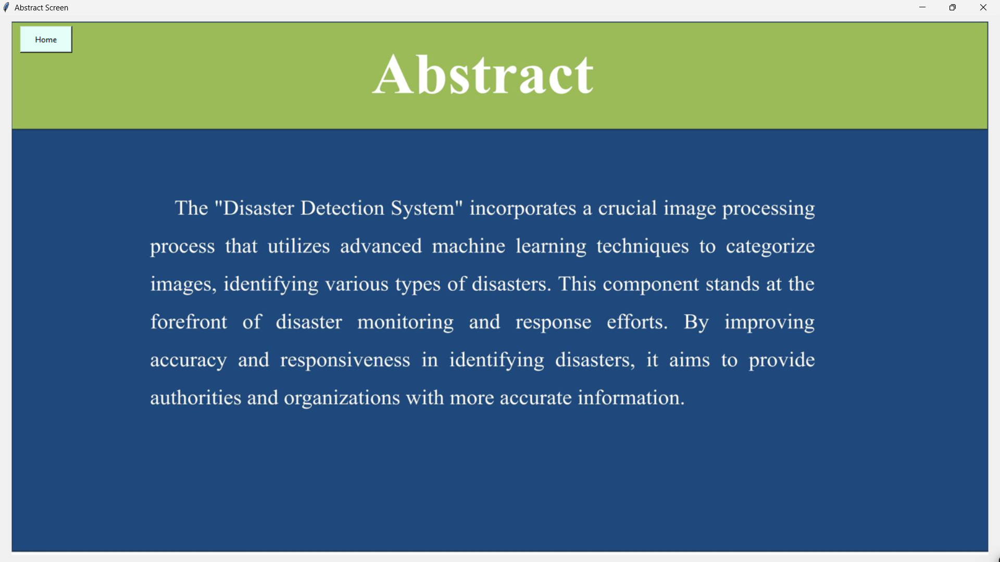 Abstract Screen
Home
Abstract
The "Disaster Detection System" incorporates a crucial image processing
process that utilizes advanced machine learning techniques to categorize
images, identifying various types of disasters. This component stands at the
forefront of disaster monitoring and response efforts. By improving
accuracy and responsiveness in identifying disasters, it aims to provide
authorities and organizations with more accurate information.